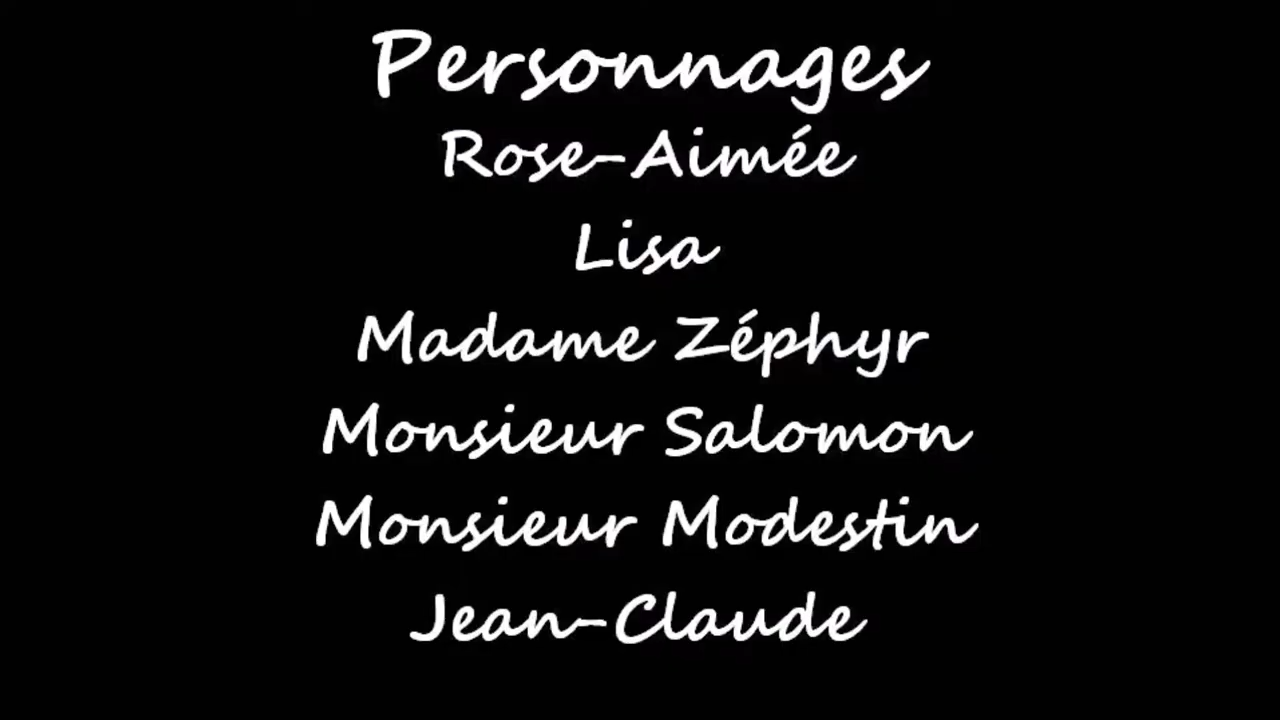 Personnages
Rose-Aimée
Lisa
Madame Zéphyr
Monsieur Salomon
Monsieur Modestin
Jean-Claude